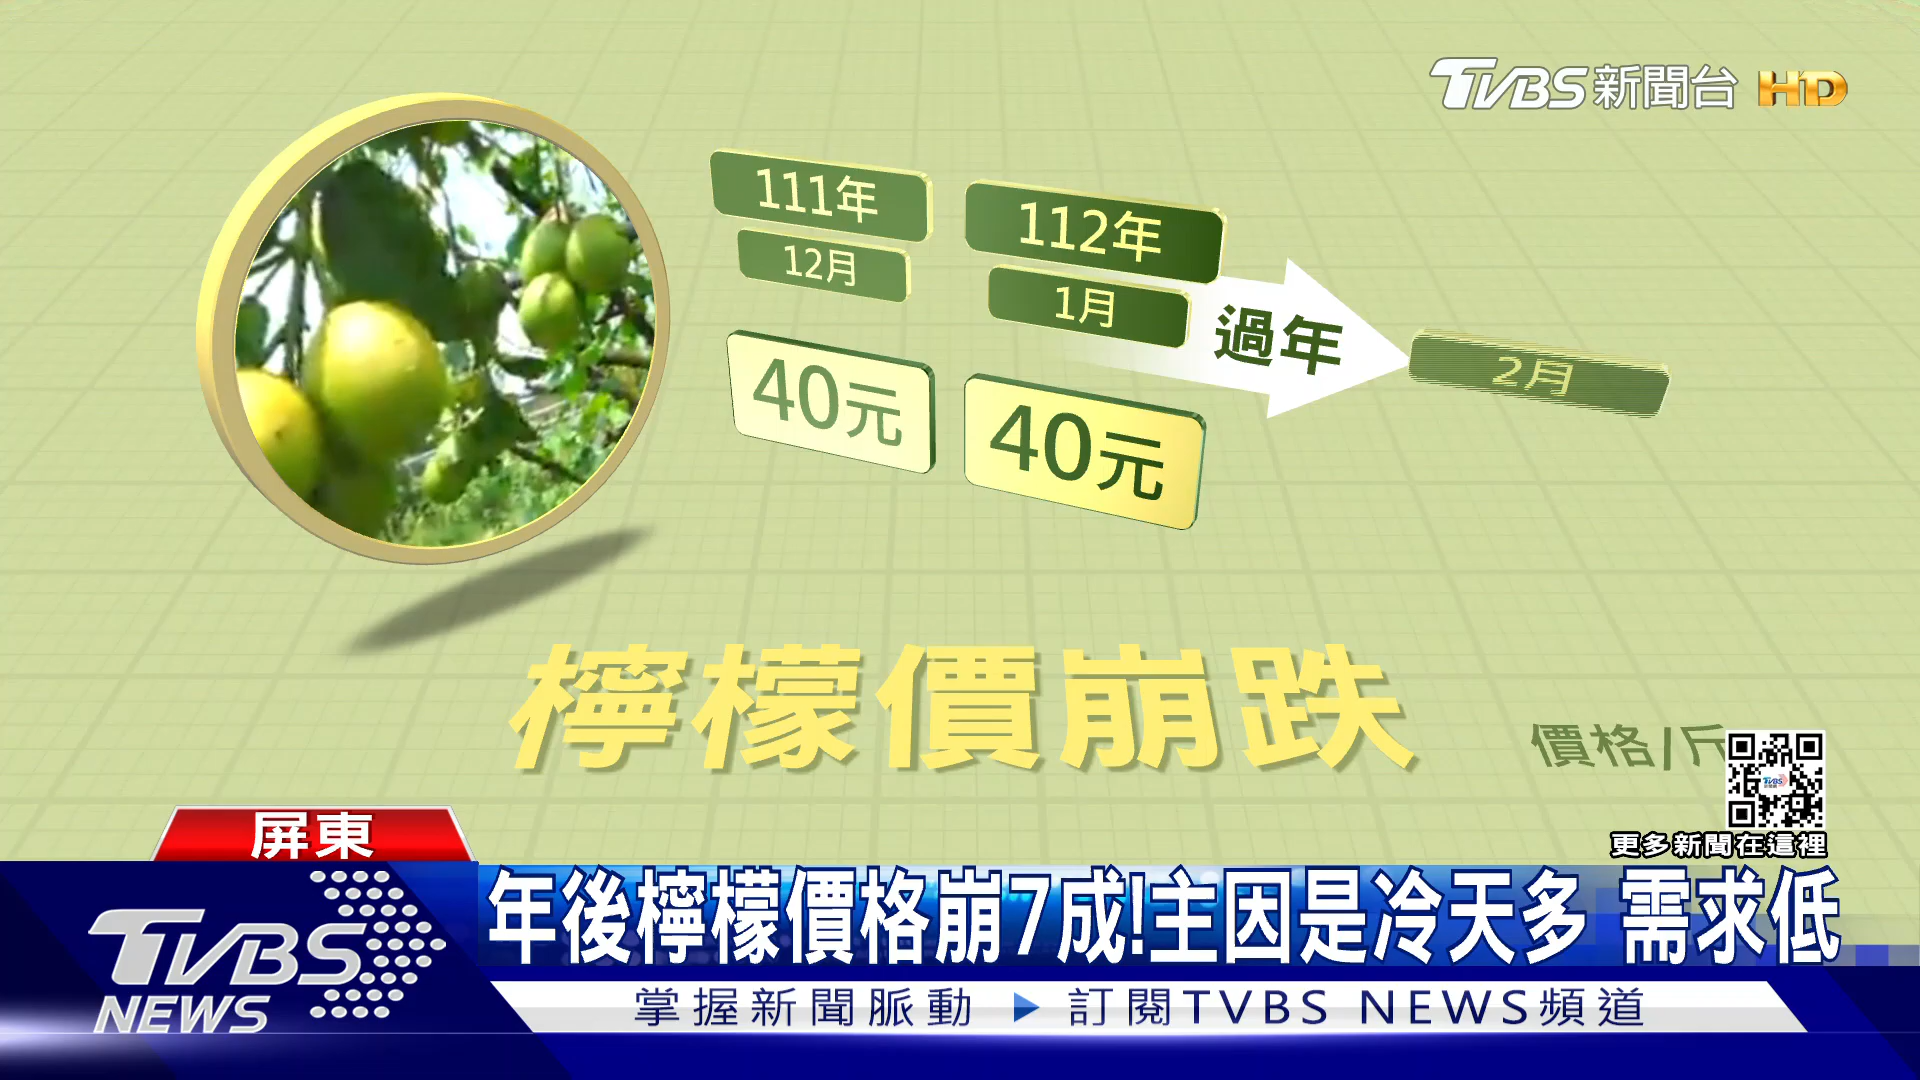 TVBS新聞台 HD
111年
12月
40元
112年
1月
40元
過年
2月
檸檬價崩跌
價格/斤
TVBS
更多新聞在這裡
屏東
年後檸檬價格崩7成!主因是冷天多 需求低
TVBS
NEWS
掌握新聞脈動 ▶ 訂閱TVBS NEWS頻道